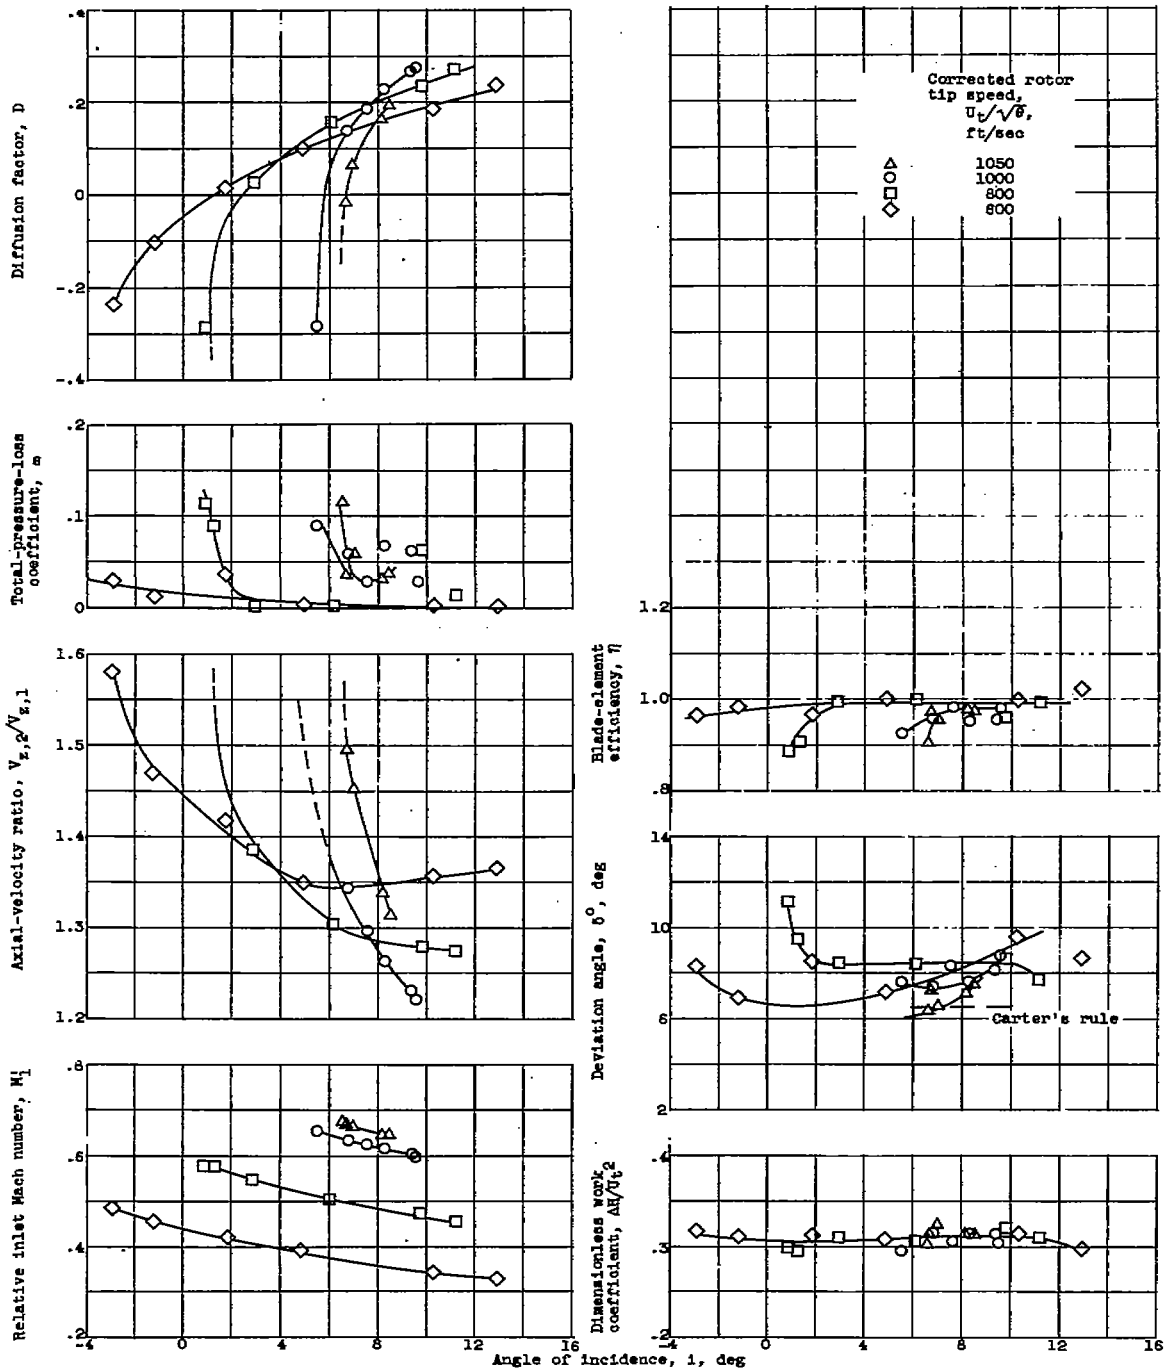 .4
.2
0
-.2
-.4
Diffusion factor, D
.2
.1
0
Total-pressure-loss
coefficient, ϖ
1.6
1.5
1.4
1.3
1.2
Axial-velocity ratio, Vz,2/Vz,1
.8
.6
.4
.2
Relative inlet Mach number, M'1
-4 0 4 8 12 16
Corrected rotor
tip speed,
Ut/√θ,
ft/sec
1050
1000
800
600
1.2
1.0
.8
Blade-element
efficiency, η
14
10
6
2
Deviation angle, δ°, deg
Carter's rule
.4
.3
.2
Dimensionless work
coefficient, ΔH/Ut2
-4 0 4 8 12 16
Angle of incidence, i, deg